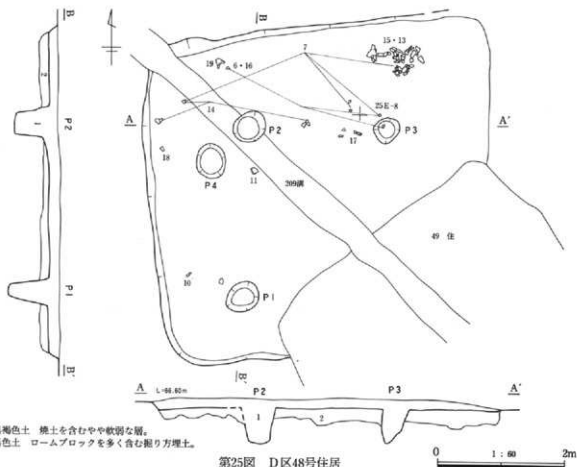 B
B
15・13
7
19
6・16
2
25E-8
A
A'
14
1
P2
P2
P3
17
18
P4
11
209溝
49 住
10
P1
P1
B'
B'
A
L=66.60m
P2
P3
A'
1
2
褐色土 焼土を含むやや軟弱な層。
色土 ロームブロックを多く含む掘り方埋土。
第25図 D区48号住居
0
1：60
2m